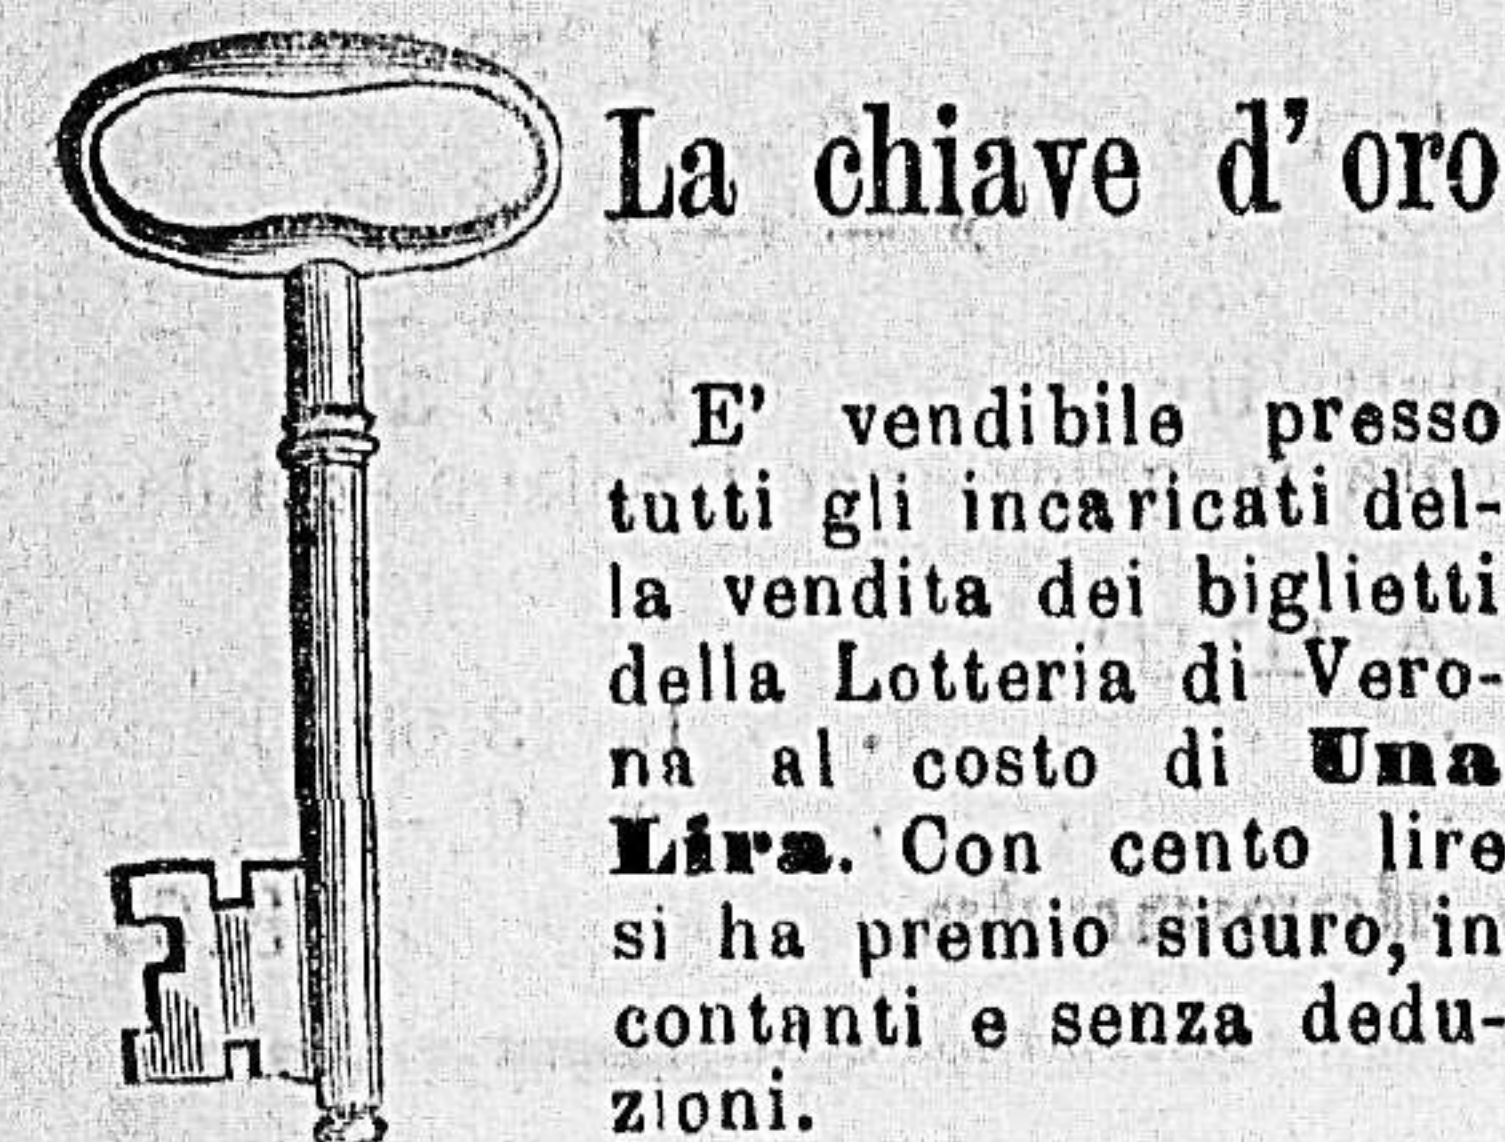 La chiave d'oro
E' vendibile presso
tutti gli incaricati del-
la vendita dei biglietti
della Lotteria di Vero-
na al costo di Una
Lira. Con cento lire
si ha premio sicuro, in
contanti e senza dedu-
zioni.